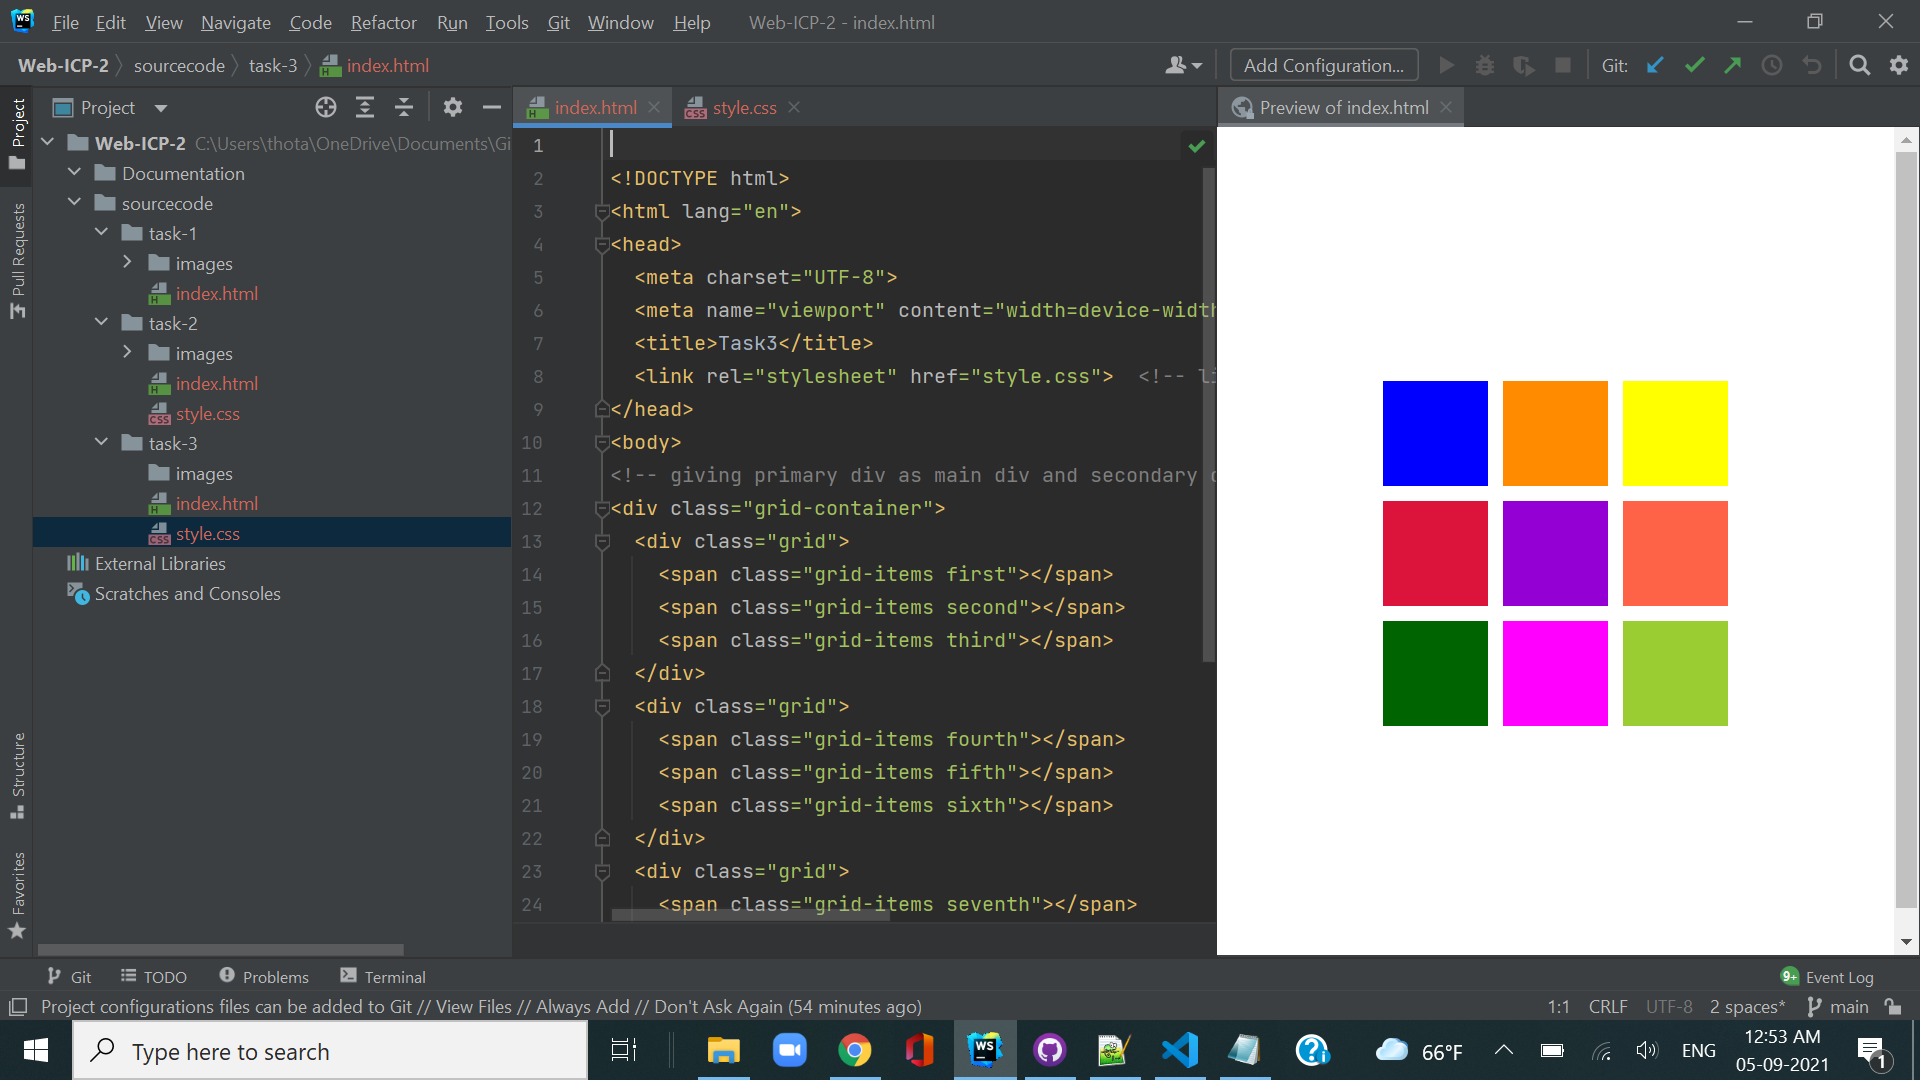 File Edit View Navigate Code Refactor Run Tools Git Window Help Web-ICP-2 - index.html
Web-ICP-2 sourcecode task-3 index.html Add Configuration... Git:
Project
Pull Requests
Structure
Favorites
Project
Web-ICP-2 C:\Users\thota\OneDrive\Documents\Gi
Documentation
sourcecode
task-1
images
index.html
task-2
images
index.html
style.css
task-3
images
index.html
style.css
External Libraries
Scratches and Consoles
index.html style.css
1
2 <!DOCTYPE html>
3 <html lang="en">
4 <head>
5 <meta charset="UTF-8">
6 <meta name="viewport" content="width=device-width
7 <title>Task3</title>
8 <link rel="stylesheet" href="style.css"> <!-- li
9 </head>
10 <body>
11 <!-- giving primary div as main div and secondary
12 <div class="grid-container">
13 <div class="grid">
14 <span class="grid-items first"></span>
15 <span class="grid-items second"></span>
16 <span class="grid-items third"></span>
17 </div>
18 <div class="grid">
19 <span class="grid-items fourth"></span>
20 <span class="grid-items fifth"></span>
21 <span class="grid-items sixth"></span>
22 </div>
23 <div class="grid">
24 <span class="grid-items seventh"></span>
Preview of index.html
Git TODO Problems Terminal 9+ Event Log
Project configurations files can be added to Git // View Files // Always Add // Don't Ask Again (54 minutes ago) 1:1 CRLF UTF-8 2 spaces* main
Type here to search 66°F ENG 12:53 AM
05-09-2021 1